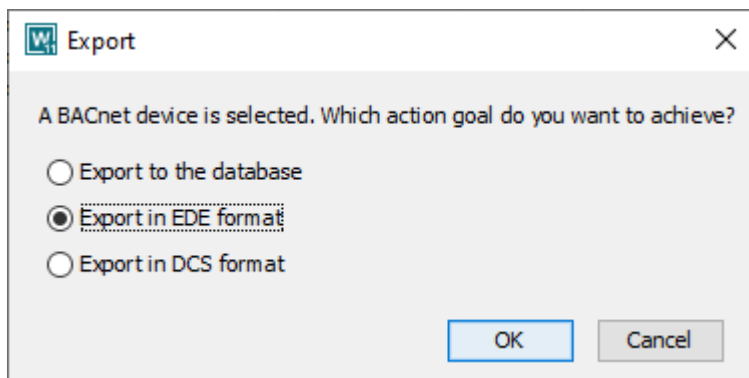 Export
A BACnet device is selected. Which action goal do you want to achieve?
Export to the database
Export in EDE format
Export in DCS format
OK Cancel